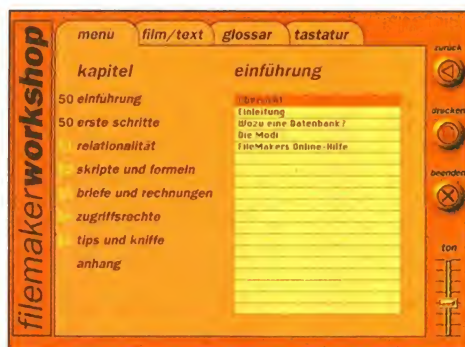 filemakerworkshop
menu film/text glossar tastatur
kapitel
50 einführung
50 erste schritte
relationalität
skripte und formeln
briefe und rechnungen
zugriffsrechte
tips und kniffe
anhang
einführung
Übersicht
Einleitung
Wozu eine Datenbank?
Die Modi
FileMakers Online-Hilfe
zurück
drucken
beenden
ton